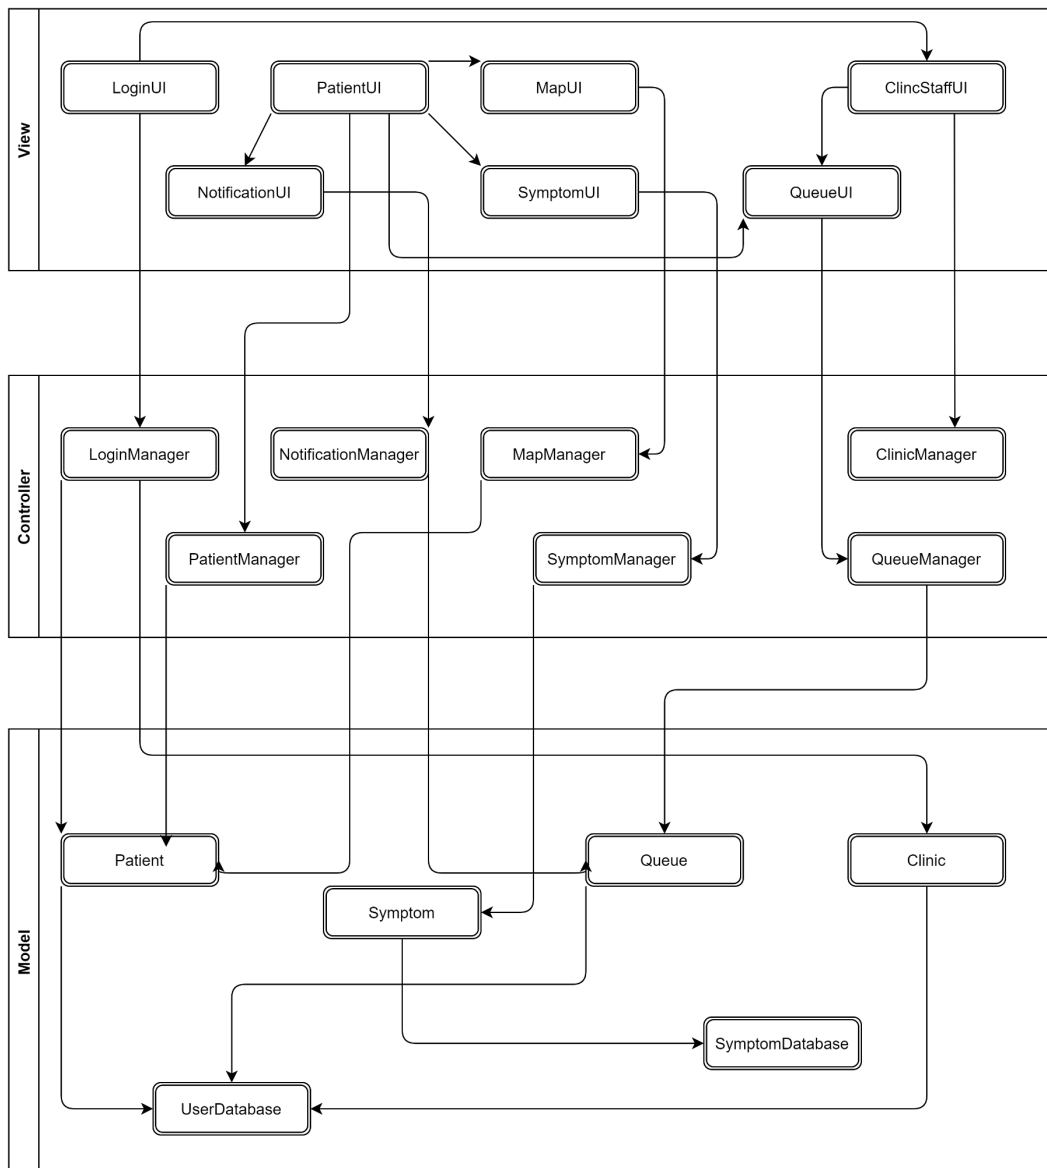 View
LoginUI
PatientUI
MapUI
ClincStaffUI
NotificationUI
SymptomUI
QueueUI
Controller
LoginManager
NotificationManager
MapManager
ClinicManager
PatientManager
SymptomManager
QueueManager
Model
Patient
Queue
Clinic
Symptom
SymptomDatabase
UserDatabase